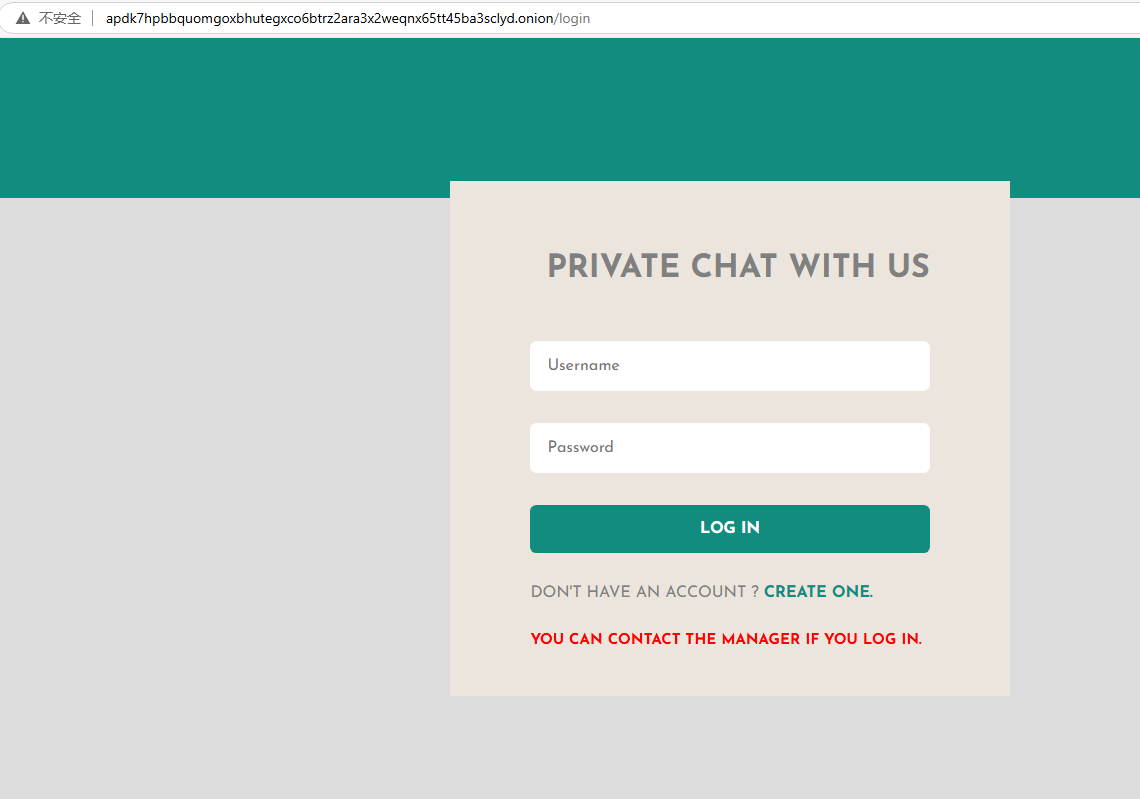 不安全 apdk7hpbbquomgoxbhutegxco6btrz2ara3x2weqnx65tt45ba3sclyd.onion/login
PRIVATE CHAT WITH US
Username
Password
LOG IN
DON'T HAVE AN ACCOUNT ? CREATE ONE.
YOU CAN CONTACT THE MANAGER IF YOU LOG IN.